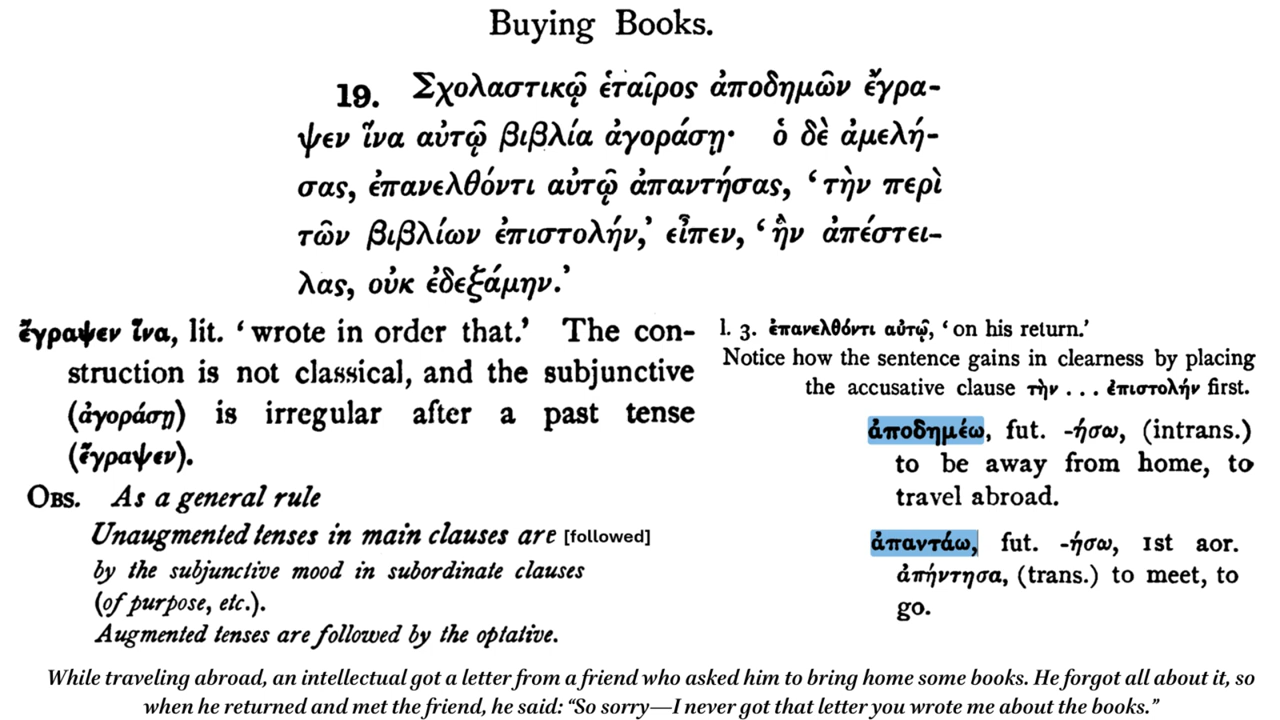 Buying Books.
19. Σχολαστικῷ ἑταῖρος ἀποδημῶν ἔγρα-
ψεν ἵνα αὐτῷ βιβλία ἀγοράσῃ· ὁ δὲ ἀμελή-
σας, ἐπανελθόντι αὐτῷ ἀπαντήσας, ‘τὴν περὶ
τῶν βιβλίων ἐπιστολήν,’ εἶπεν, ‘ἣν ἀπέστει-
λας, οὐκ ἐδεξάμην.’
ἔγραψεν ἵνα, lit. ‘wrote in order that.’ The con-
struction is not classical, and the subjunctive
(ἀγοράσῃ) is irregular after a past tense
(ἔγραψεν).
OBS. As a general rule
Unaugmented tenses in main clauses are [followed]
by the subjunctive mood in subordinate clauses
(of purpose, etc.).
Augmented tenses are followed by the optative.
l. 3. ἐπανελθόντι αὐτῷ, ‘on his return.’
Notice how the sentence gains in clearness by placing
the accusative clause τὴν . . . ἐπιστολήν first.
ἀποδημέω, fut. -ήσω, (intrans.)
to be away from home, to
travel abroad.
ἀπαντάω, fut. -ήσω, 1st aor.
ἀπήντησα, (trans.) to meet, to
go.
While traveling abroad, an intellectual got a letter from a friend who asked him to bring home some books. He forgot all about it, so
when he returned and met the friend, he said: “So sorry—I never got that letter you wrote me about the books.”